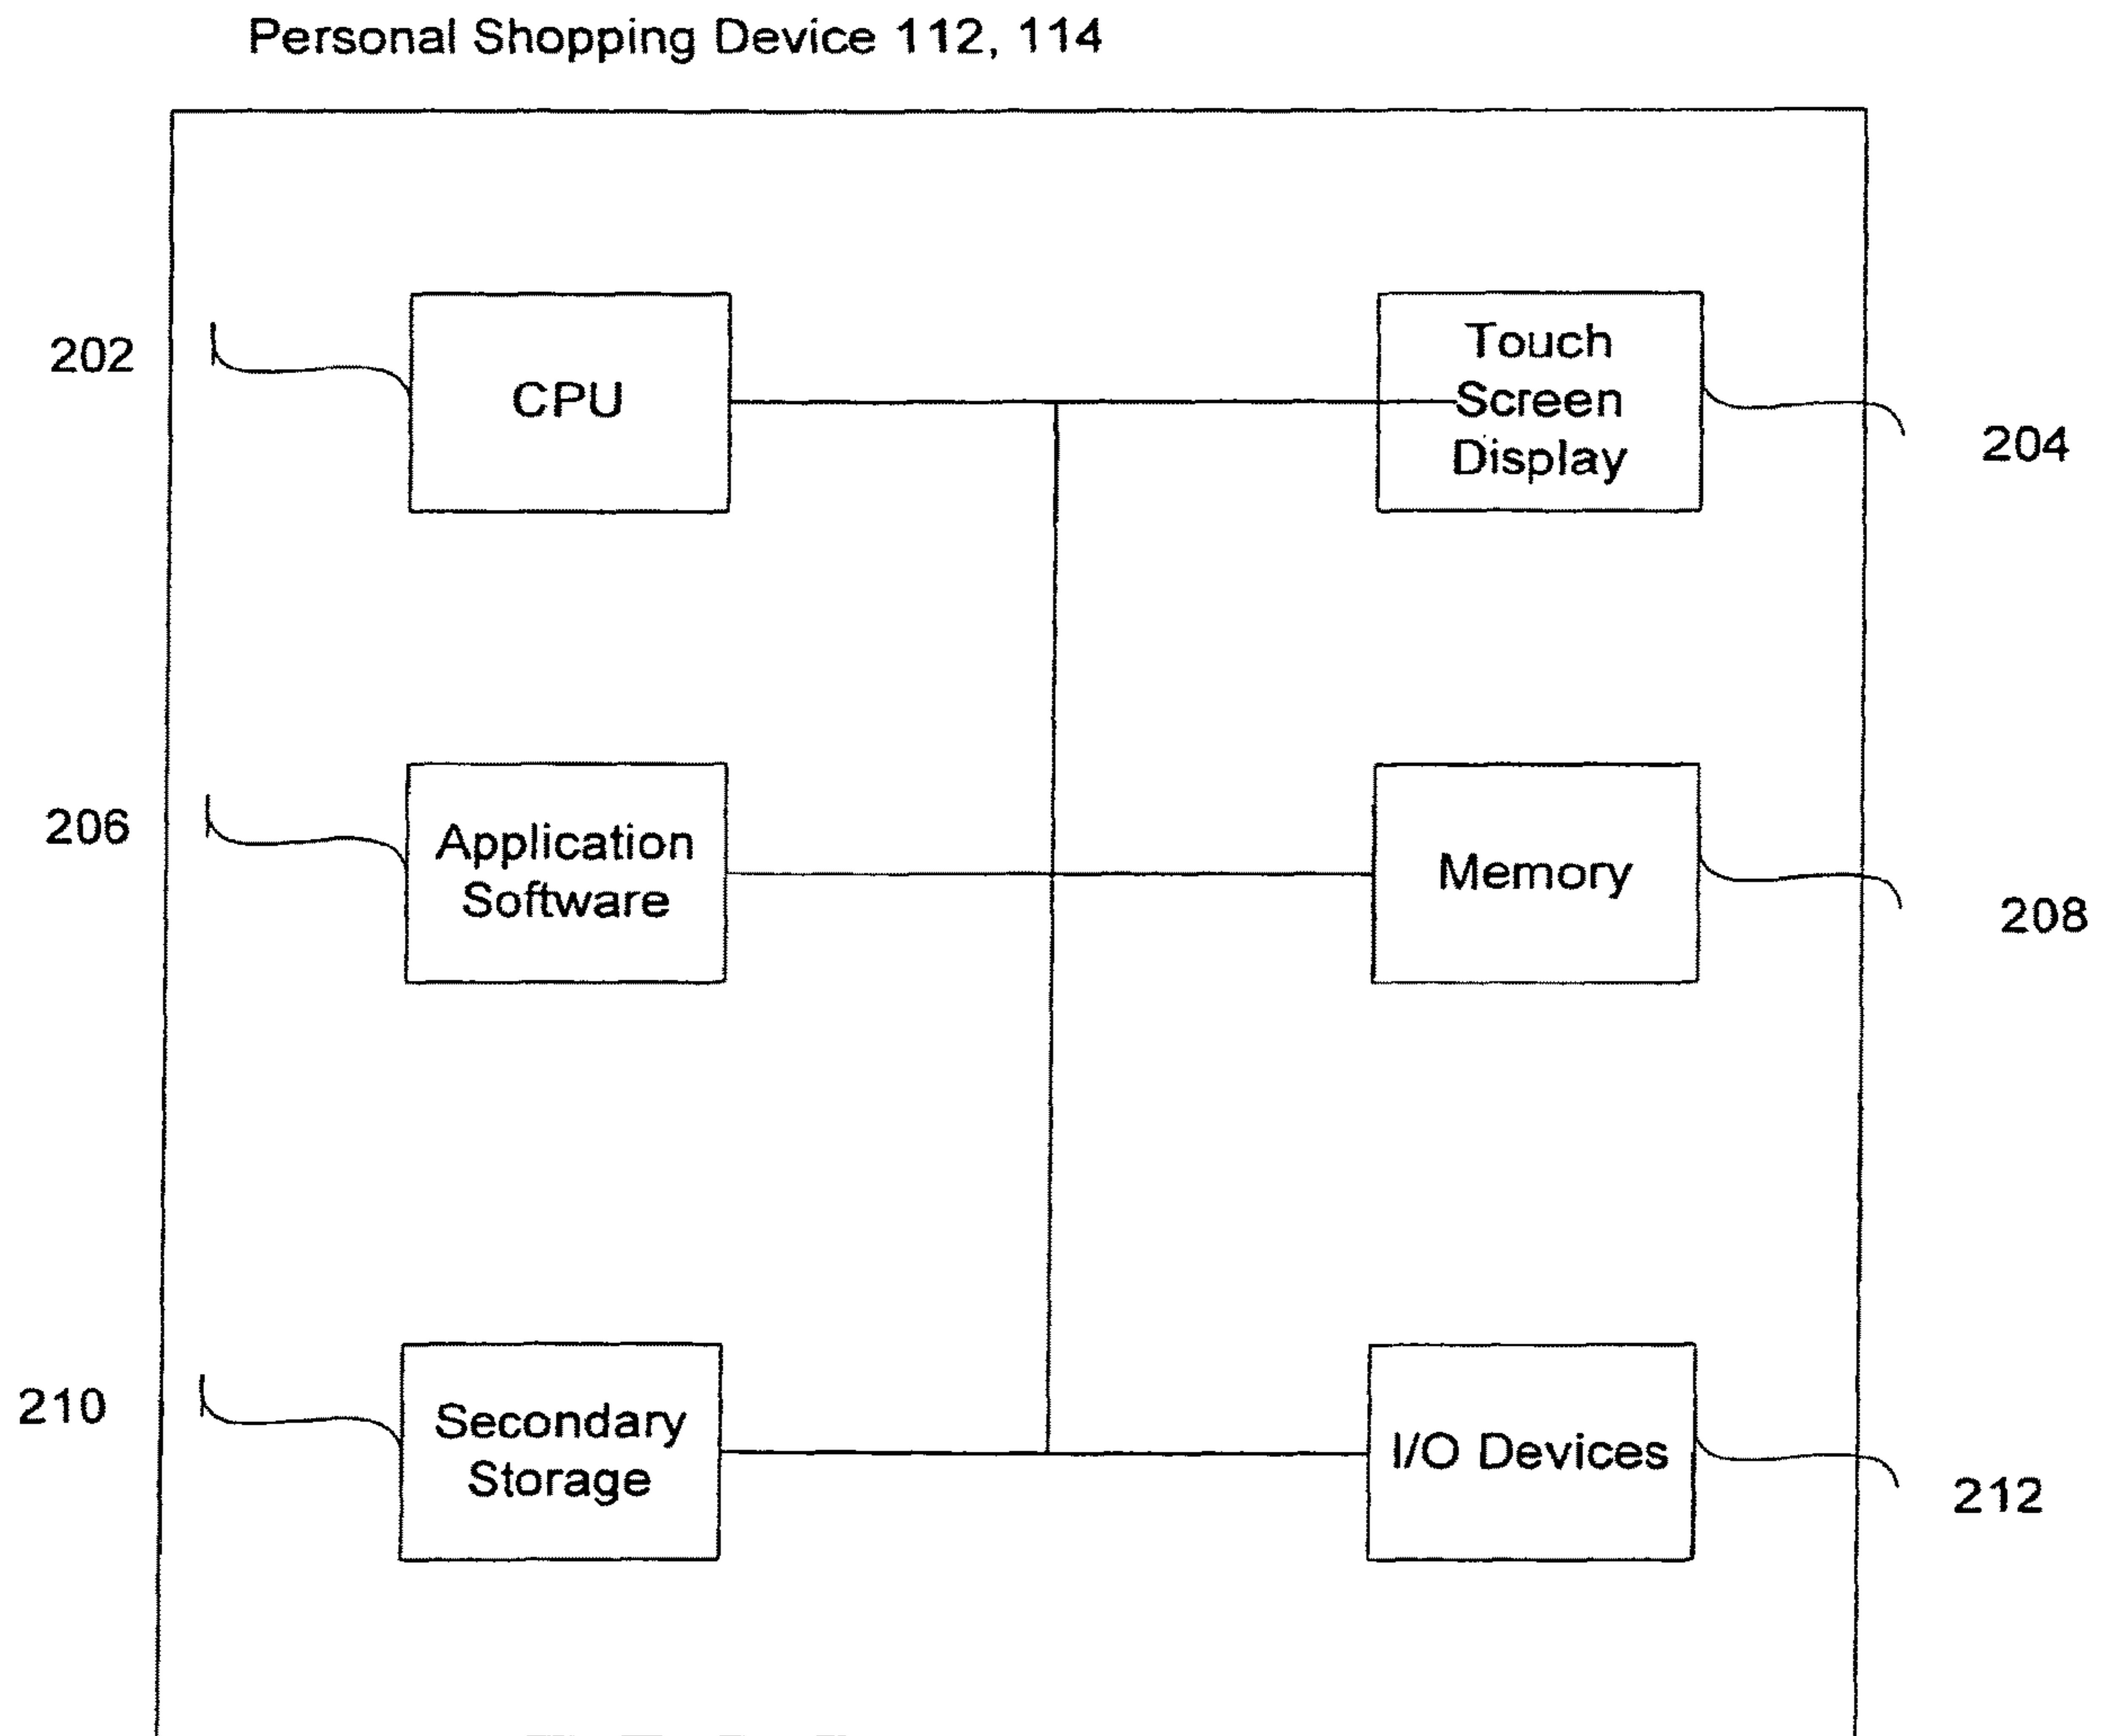 Personal Shopping Device 112, 114
202
CPU
Touch
Screen
Display
204
206
Application
Software
Memory
208
210
Secondary
Storage
I/O Devices
212